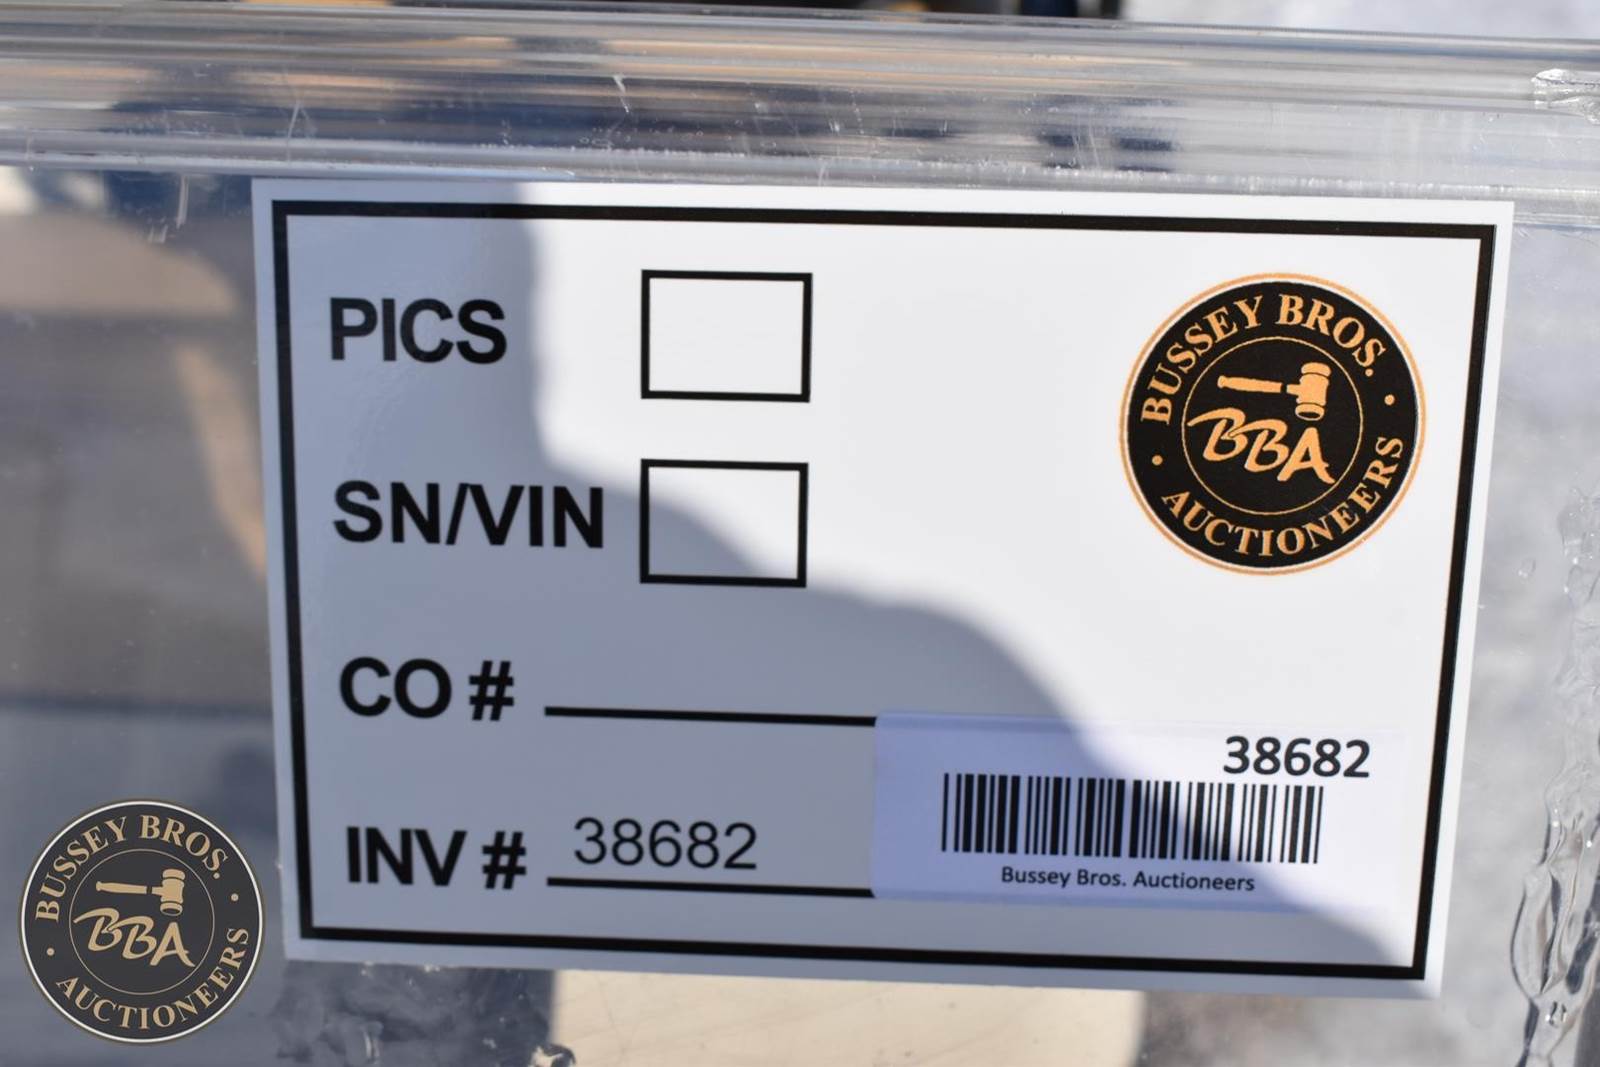 PICS
BUSSEY BROS.
BBA
AUCTIONEERS
SN/VIN
CO #
38682
INV # 38682
Bussey Bros. Auctioneers
BUSSEY BROS.
BBA
AUCTIONEERS